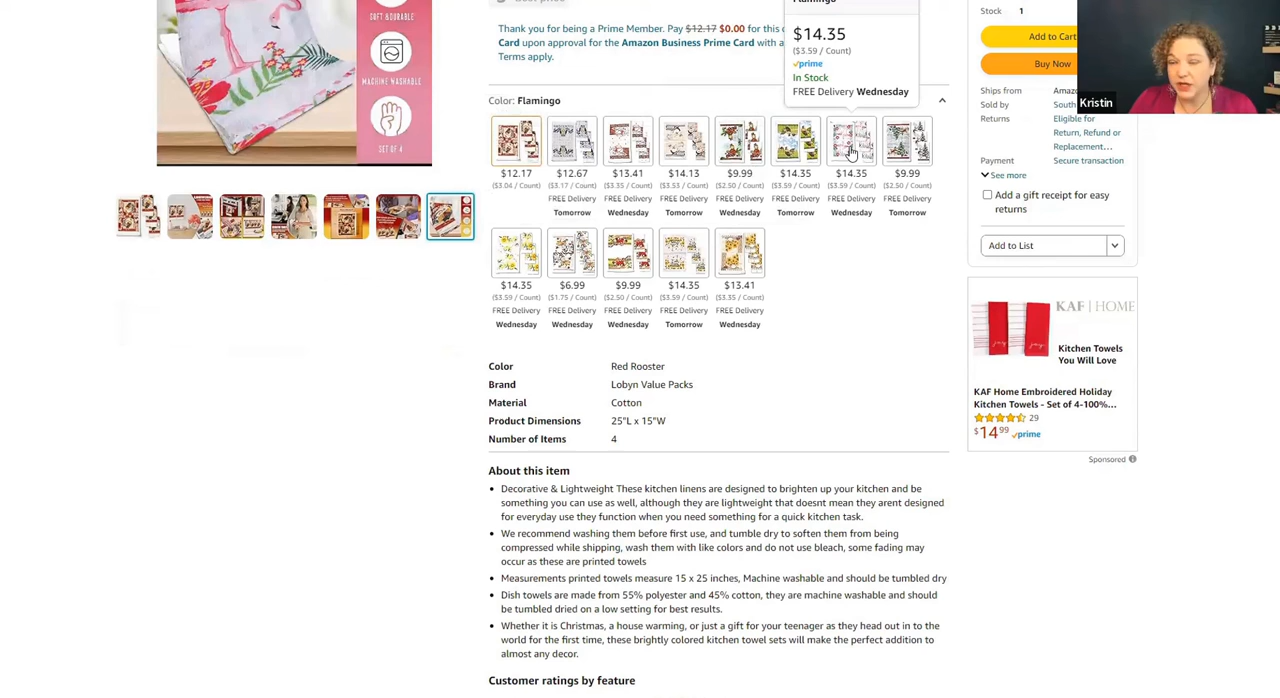 SOFT & DURABLE
MACHINE WASHABLE
SET OF 4
Thank you for being a Prime Member. Pay $12.17 $0.00 for this
Card upon approval for the Amazon Business Prime Card with a
Terms apply.
Flamingo
$14.35
($3.59 / Count)
prime
In Stock
FREE Delivery Wednesday
Color: Flamingo
$12.17 $12.67 $13.41 $14.13 $9.99 $14.35 $14.35 $9.99
($3.04 / Count) ($3.17 / Count) ($3.35 / Count) ($3.53 / Count) ($2.50 / Count) ($3.59 / Count) ($3.59 / Count) ($2.50 / Count)
FREE Delivery FREE Delivery FREE Delivery FREE Delivery FREE Delivery FREE Delivery FREE Delivery
Tomorrow Wednesday Tomorrow Wednesday Tomorrow Wednesday Tomorrow
$14.35 $6.99 $9.99 $14.35 $13.41
($3.59 / Count) ($1.75 / Count) ($2.50 / Count) ($3.59 / Count) ($3.35 / Count)
FREE Delivery FREE Delivery FREE Delivery FREE Delivery FREE Delivery
Wednesday Wednesday Wednesday Tomorrow Wednesday
Color Red Rooster
Brand Lobyn Value Packs
Material Cotton
Product Dimensions 25"L x 15"W
Number of Items 4
About this item
• Decorative & Lightweight These kitchen linens are designed to brighten up your kitchen and be
something you can use as well, although they are lightweight that doesnt mean they arent designed
for everyday use they function when you need something for a quick kitchen task.
• We recommend washing them before first use, and tumble dry to soften them from being
compressed while shipping, wash them with like colors and do not use bleach, some fading may
occur as these are printed towels
• Measurements printed towels measure 15 x 25 inches, Machine washable and should be tumbled dry
• Dish towels are made from 55% polyester and 45% cotton, they are machine washable and should
be tumbled dried on a low setting for best results.
• Whether it is Christmas, a house warming, or just a gift for your teenager as they head out in to the
world for the first time, these brightly colored kitchen towel sets will make the perfect addition to
almost any decor.
Customer ratings by feature
Stock 1
Add to Cart
Buy Now
Ships from Amaz
Sold by South
Returns Eligible for
Return, Refund or
Replacement…
Payment Secure transaction
See more
Add a gift receipt for easy
returns
Add to List
KAF | HOME
Kitchen Towels
You Will Love
KAF Home Embroidered Holiday
Kitchen Towels - Set of 4-100%…
29
$14 99 prime
Sponsored
Kristin